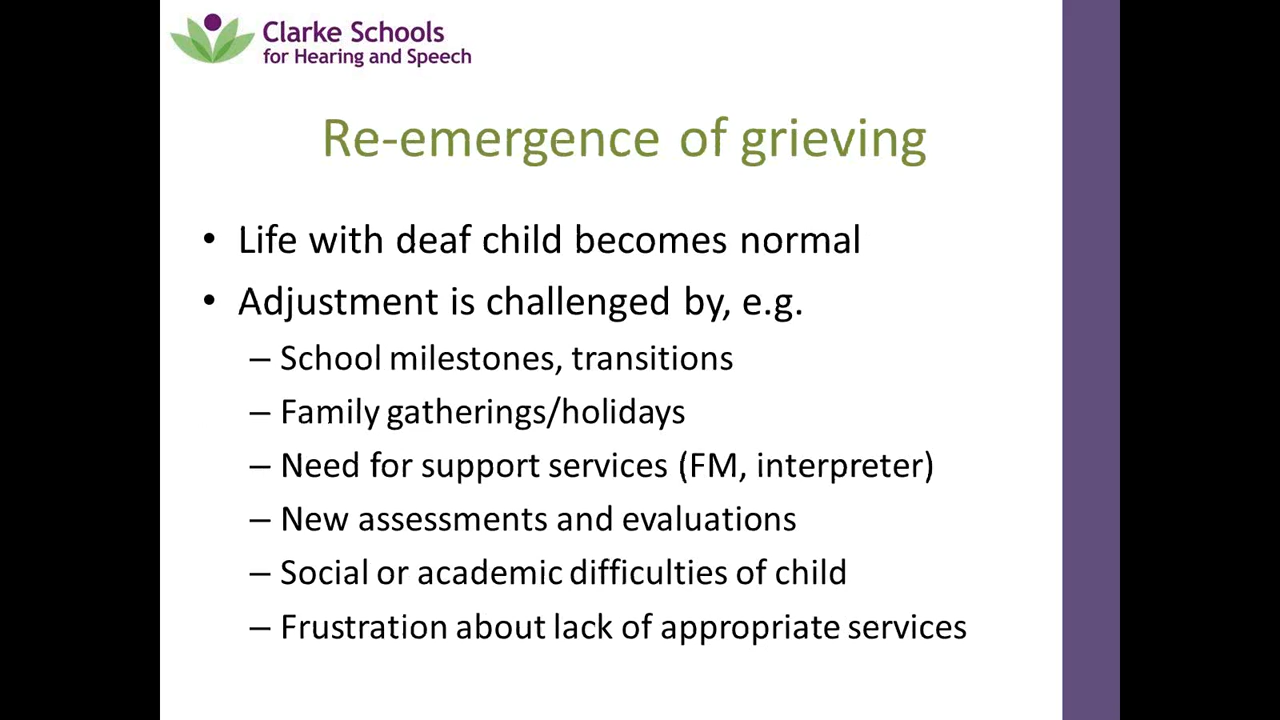 Clarke Schools
for Hearing and Speech
Re-emergence of grieving
• Life with deaf child becomes normal
• Adjustment is challenged by, e.g.
– School milestones, transitions
– Family gatherings/holidays
– Need for support services (FM, interpreter)
– New assessments and evaluations
– Social or academic difficulties of child
– Frustration about lack of appropriate services